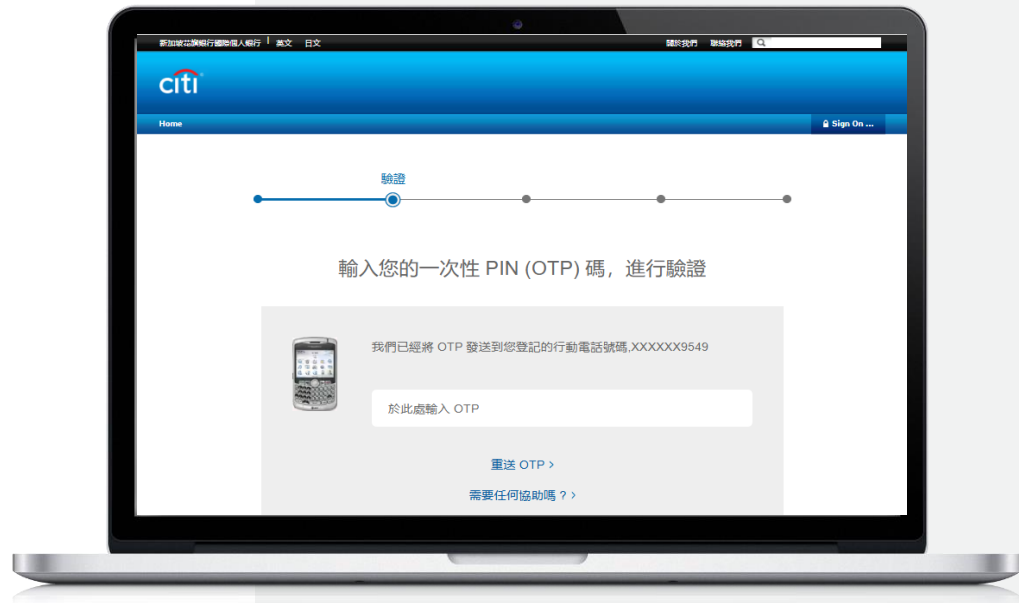 新加坡花旗銀行國際個人銀行 英文 日文 關於我們 聯絡我們
citi
Home Sign On ...
驗證
輸入您的一次性 PIN (OTP) 碼, 進行驗證
我們已經將 OTP 發送到您登記的行動電話號碼,XXXXXX9549
於此處輸入 OTP
重送 OTP >
需要任何協助嗎 ? >